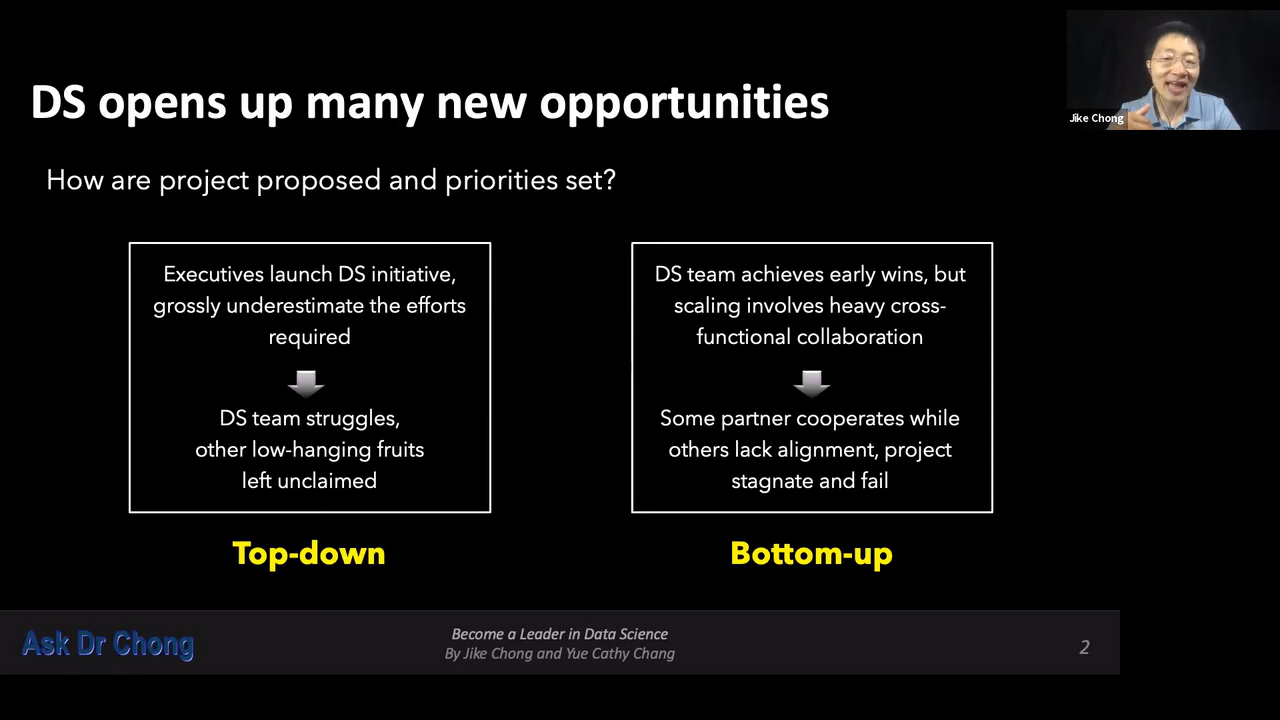 DS opens up many new opportunities
Jike Chong
How are project proposed and priorities set?
Executives launch DS initiative,
grossly underestimate the efforts
required
DS team struggles,
other low-hanging fruits
left unclaimed
Top-down
DS team achieves early wins, but
scaling involves heavy cross-
functional collaboration
Some partner cooperates while
others lack alignment, project
stagnate and fail
Bottom-up
Ask Dr Chong
Become a Leader in Data Science
By Jike Chong and Yue Cathy Chang
2